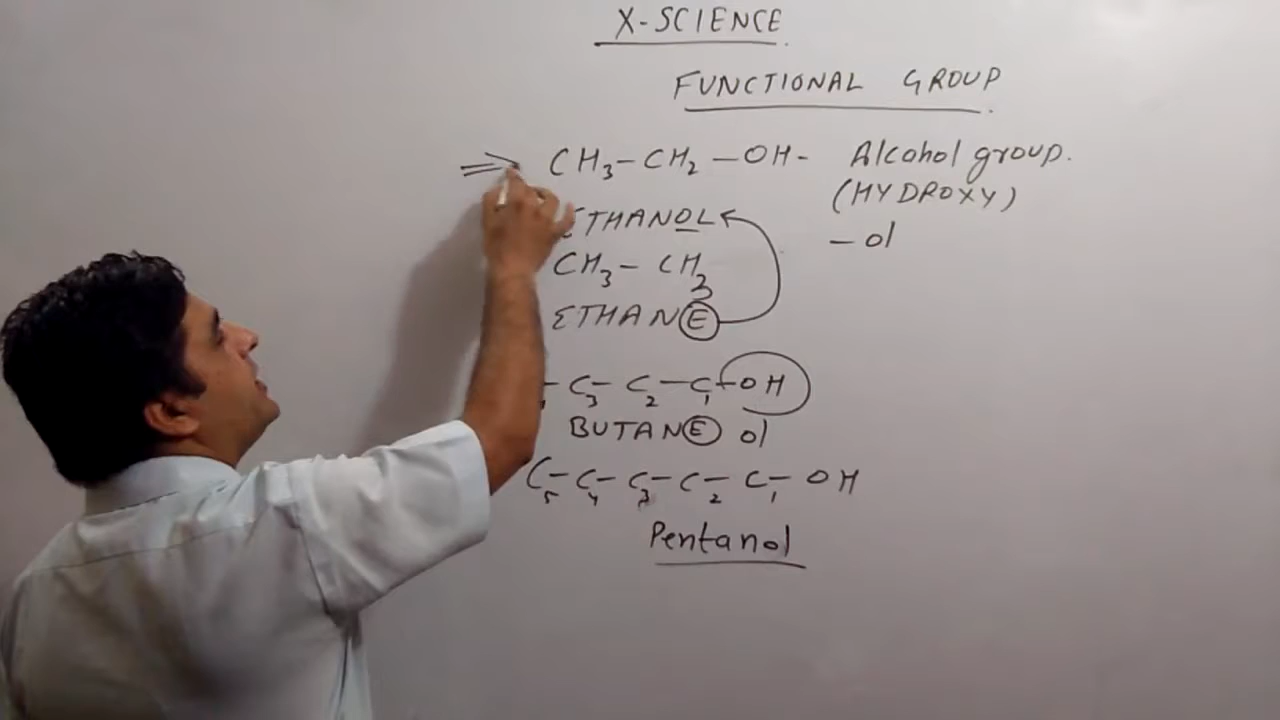 X-SCIENCE
FUNCTIONAL GROUP
CH₃-CH₂-OH- Alcohol group.
(HYDROXY)
ETHANOL
-ol
CH₃-CH₃
ETHANE
-C₃-C₂-C₁-OH
BUTANE ol
C₅-C₄-C₃-C₂-C₁-OH
Pentanol